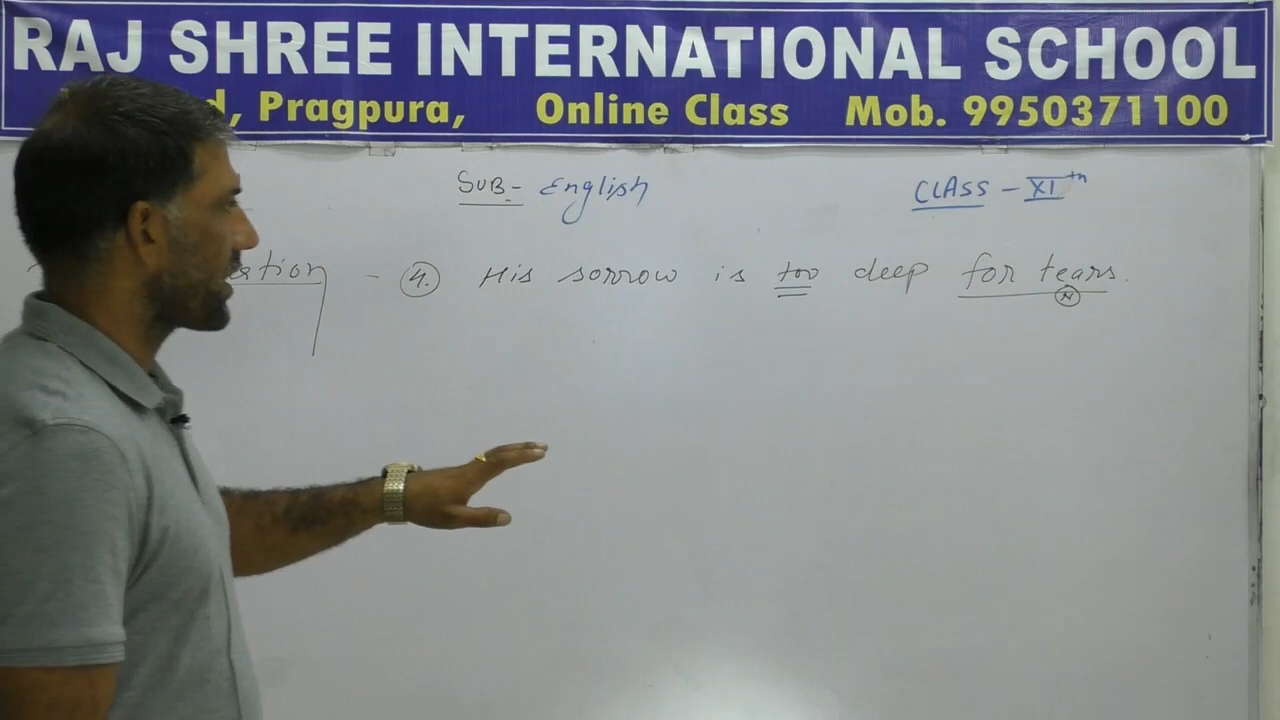 RAJ SHREE INTERNATIONAL SCHOOL
Pragpura, Online Class Mob. 9950371100
SUB- English CLASS - XIth
- 4. His sorrow is too deep for tears.
N